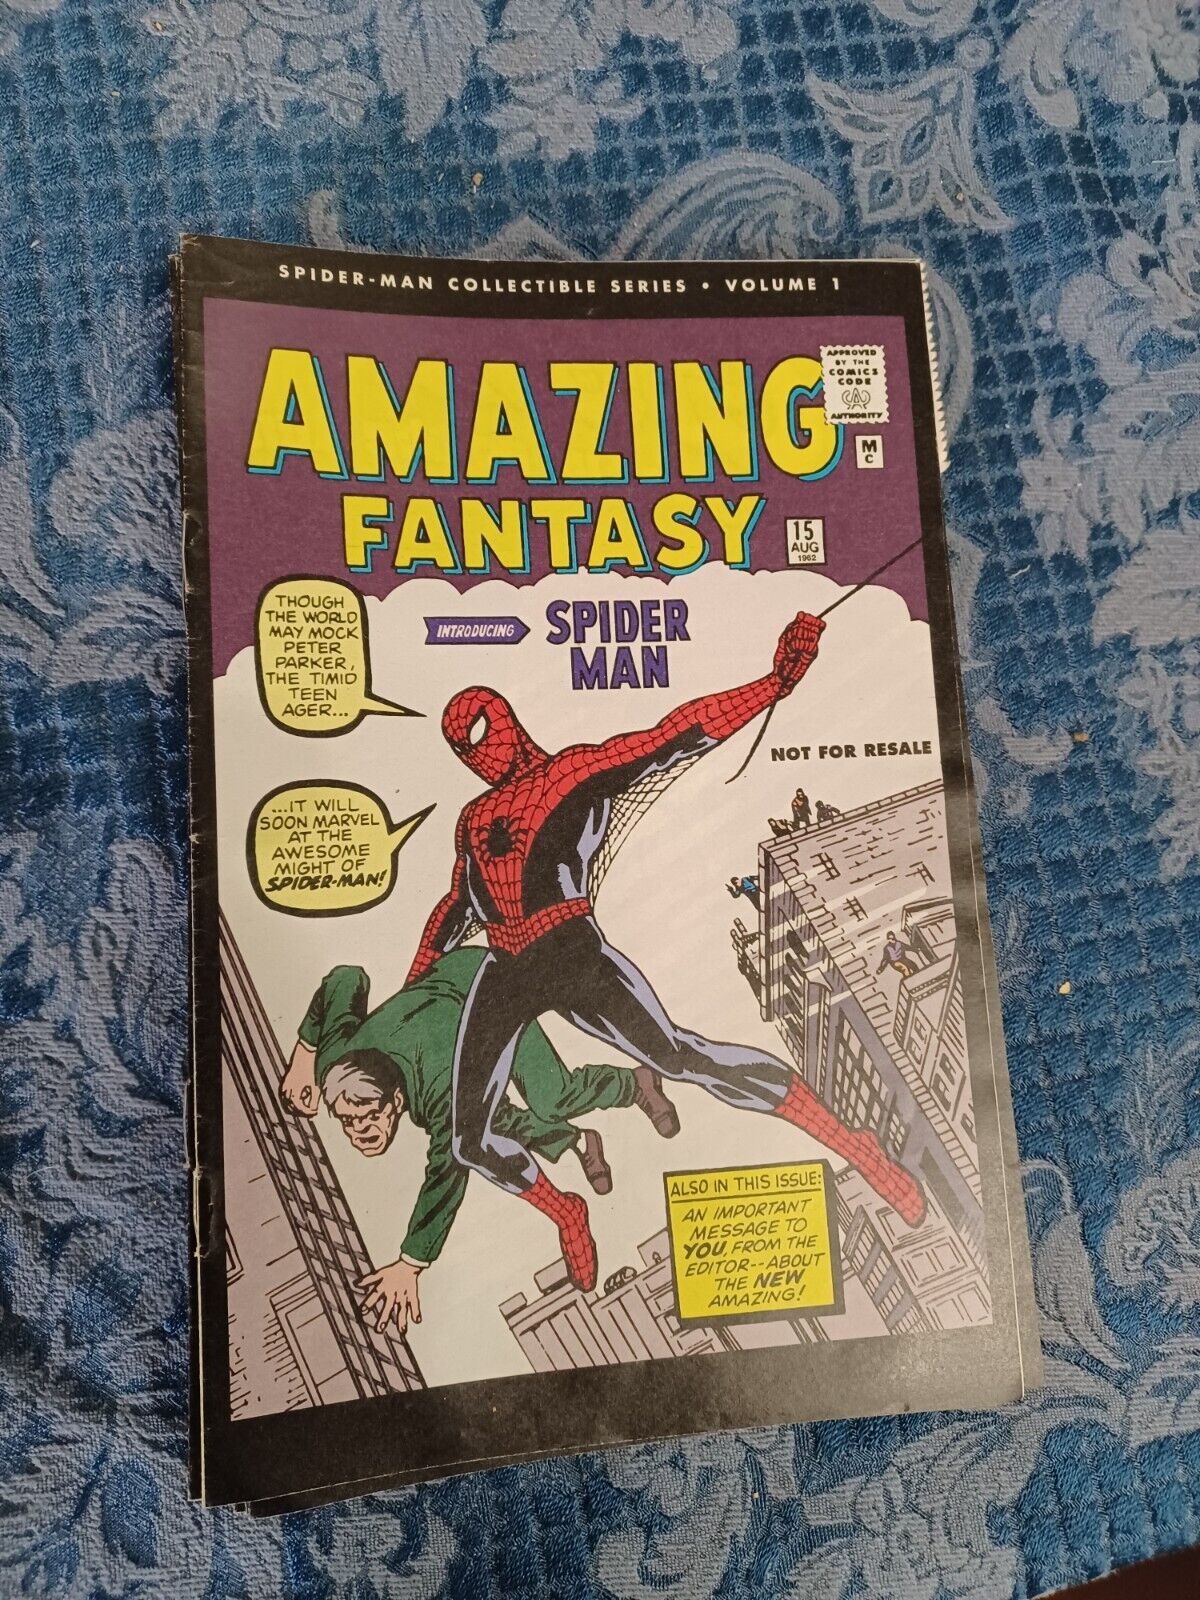 SPIDER-MAN COLLECTIBLE SERIES • VOLUME 1
AMAZING
FANTASY
APPROVED
BY THE
COMICS
CODE
CA
AUTHORITY
M
C
15
AUG
1962
INTRODUCING
SPIDER
MAN
THOUGH
THE WORLD
MAY MOCK
PETER
PARKER,
THE TIMID
TEEN
AGER...
NOT FOR RESALE
...IT WILL
SOON MARVEL
AT THE
AWESOME
MIGHT OF
SPIDER-MAN!
ALSO IN THIS ISSUE:
AN IMPORTANT
MESSAGE TO
YOU, FROM THE
EDITOR--ABOUT
THE NEW
AMAZING!